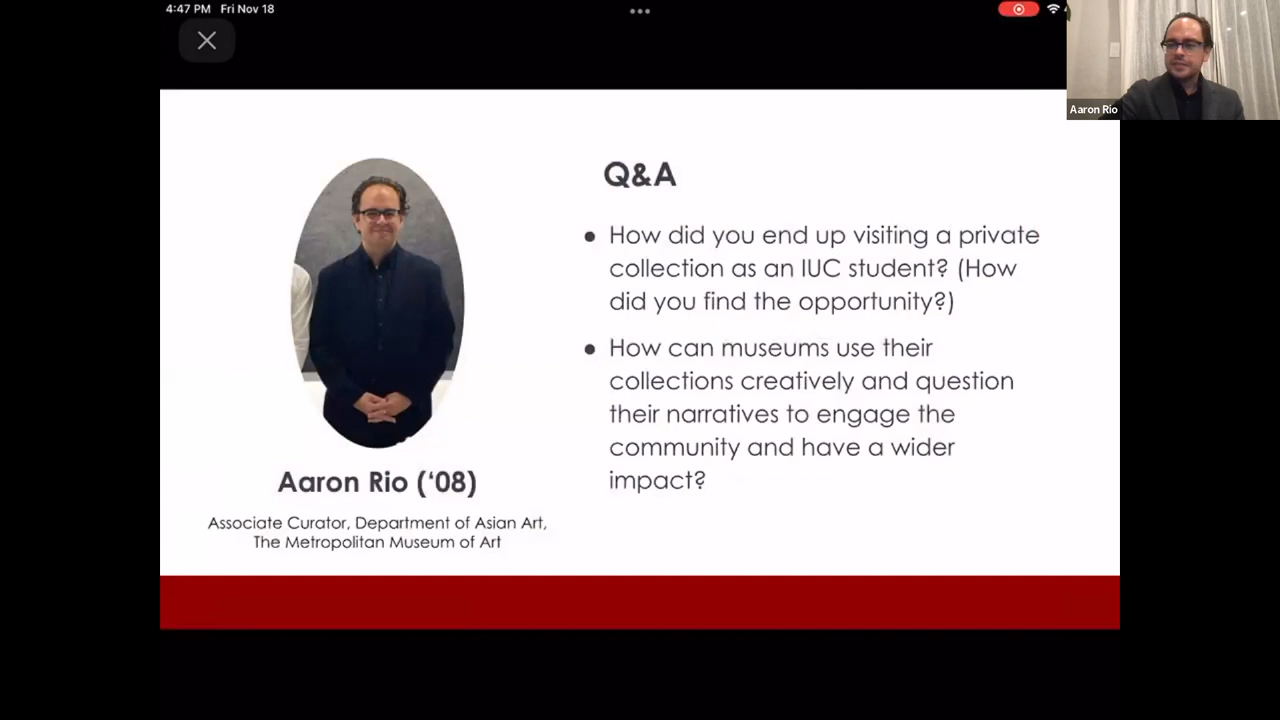 4:47 PM Fri Nov 18
Aaron Rio
Q&A
• How did you end up visiting a private
collection as an IUC student? (How
did you find the opportunity?)
• How can museums use their
collections creatively and question
their narratives to engage the
community and have a wider
impact?
Aaron Rio (‘08)
Associate Curator, Department of Asian Art,
The Metropolitan Museum of Art